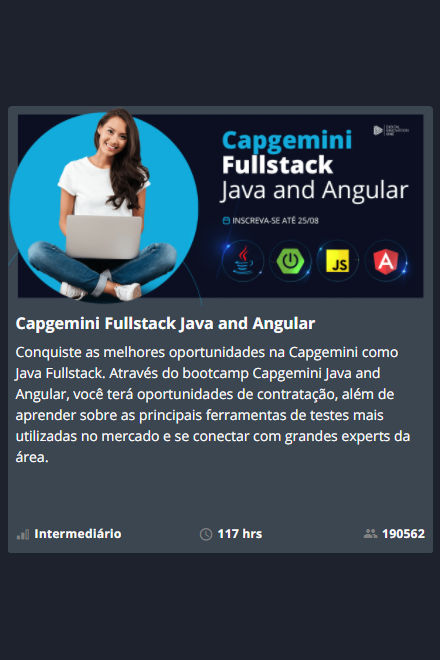 DIGITAL
INNOVATION
ONE
Capgemini
Fullstack
Java and Angular
INSCREVA-SE ATÉ 25/08
JS
A
Capgemini Fullstack Java and Angular
Conquiste as melhores oportunidades na Capgemini como
Java Fullstack. Através do bootcamp Capgemini Java and
Angular, você terá oportunidades de contratação, além de
aprender sobre as principais ferramentas de testes mais
utilizadas no mercado e se conectar com grandes experts da
área.
Intermediário
117 hrs
190562